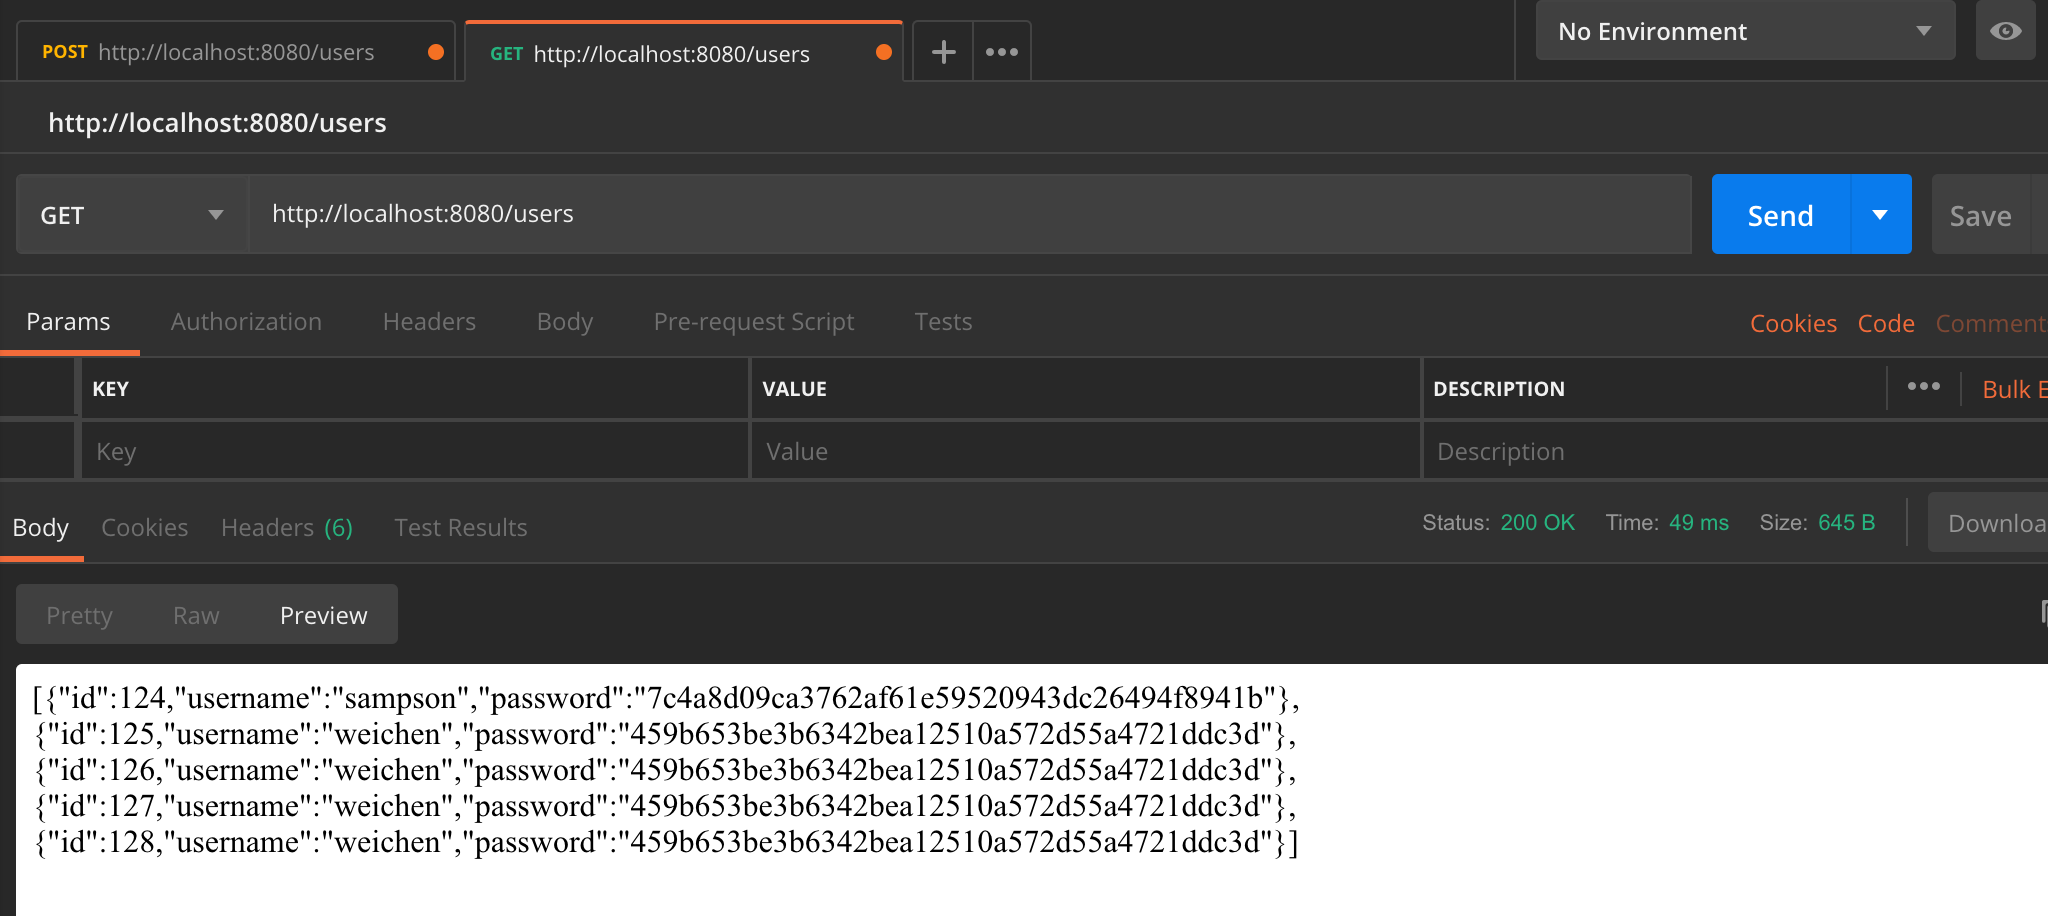 POST http://localhost:8080/users GET http://localhost:8080/users No Environment
http://localhost:8080/users
GET http://localhost:8080/users Send Save
Params Authorization Headers Body Pre-request Script Tests Cookies Code Comment
KEY VALUE DESCRIPTION Bulk E
Key Value Description
Body Cookies Headers (6) Test Results Status: 200 OK Time: 49 ms Size: 645 B Downloa
Pretty Raw Preview
[{"id":124,"username":"sampson","password":"7c4a8d09ca3762af61e59520943dc26494f8941b"},
{"id":125,"username":"weichen","password":"459b653be3b6342bea12510a572d55a4721ddc3d"},
{"id":126,"username":"weichen","password":"459b653be3b6342bea12510a572d55a4721ddc3d"},
{"id":127,"username":"weichen","password":"459b653be3b6342bea12510a572d55a4721ddc3d"},
{"id":128,"username":"weichen","password":"459b653be3b6342bea12510a572d55a4721ddc3d"}]